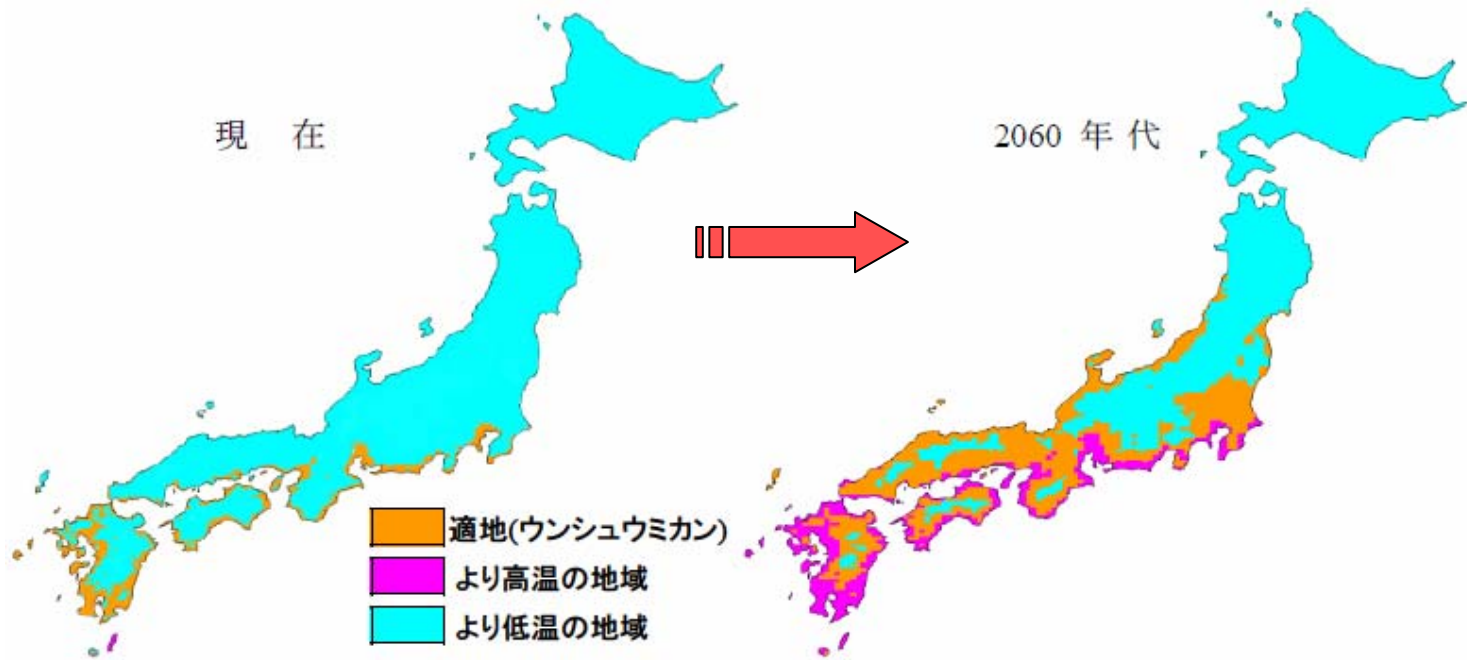 現 在
2060 年 代
適地(ウンシュウミカン)
より高温の地域
より低温の地域